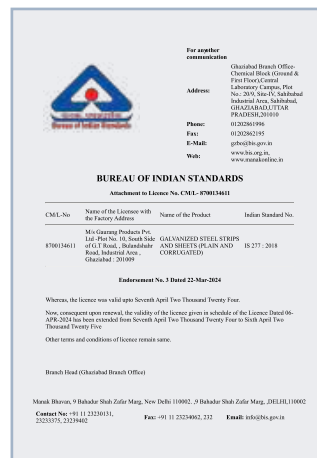 For any other
communication
Address:
Ghaziabad Branch Office-
Chemical Block (Ground &
First Floor),Central
Laboratory Campus, Plot
No.: 20/9, Site-IV, Sahibabad
Industrial Area, Sahibabad,
GHAZIABAD,UTTAR
PRADESH,201010
Phone: 01202861996
Fax: 01202862195
E-Mail: gzbo@bis.gov.in
Web: www.bis.org.in,
www.manakonline.in
Bureau of Indian Standards
BUREAU OF INDIAN STANDARDS
Attachment to Licence No. CM/L- 8700134611
CM/L-No
Name of the Licensee with
the Factory Address
Name of the Product
Indian Standard No.
8700134611
M/s Gaurang Products Pvt.
Ltd -Plot No. 10, South Side
of G.T Road, , Bulandshahr
Road, Industrial Area ,
Ghaziabad : 201009
GALVANIZED STEEL STRIPS
AND SHEETS (PLAIN AND
CORRUGATED)
IS 277 : 2018
Endorsement No. 3 Dated 22-Mar-2024
Whereas, the licence was valid upto Seventh April Two Thousand Twenty Four.
Now, consequent upon renewal, the validity of the licence given in schedule of the Licence Dated 06-
APR-2024 has been extended from Seventh April Two Thousand Twenty Four to Sixth April Two
Thousand Twenty Five
Other terms and conditions of licence remain same.
Branch Head (Ghaziabad Branch Office)
Manak Bhavan, 9 Bahadur Shah Zafar Marg, New Delhi 110002. ,9 Bahadur Shah Zafar Marg, ,DELHI,110002
Contact No: +91 11 23230131,
23233375, 23239402
Fax: +91 11 23234062, 232
Email: info@bis.gov.in